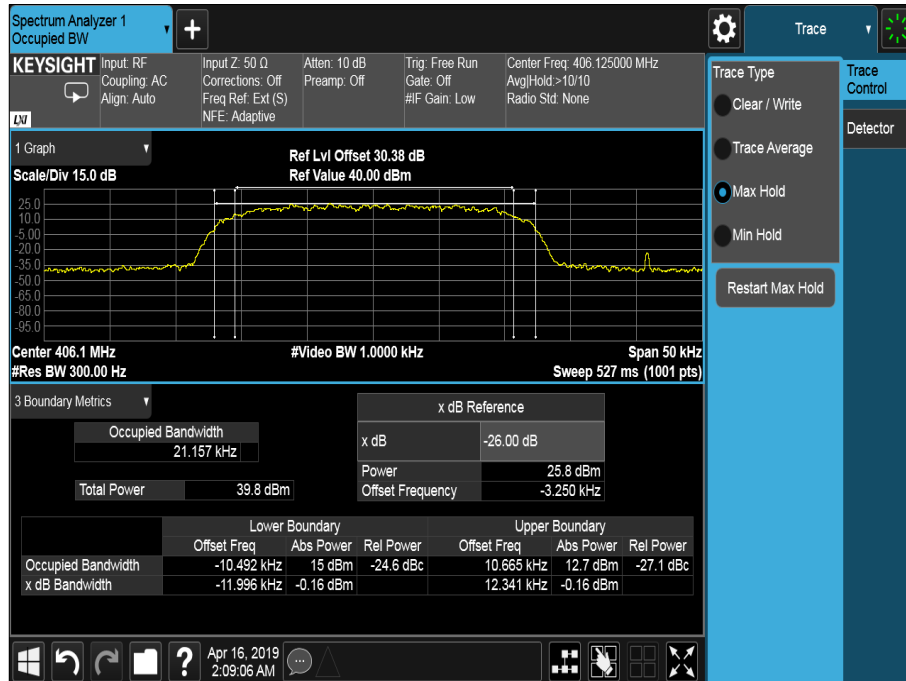 Spectrum Analyzer 1
Occupied BW
+
Trace
KEYSIGHT
LXI
Input: RF
Coupling: AC
Align: Auto
Input Z: 50 Ω
Corrections: Off
Freq Ref: Ext (S)
NFE: Adaptive
Atten: 10 dB
Preamp: Off
Trig: Free Run
Gate: Off
#IF Gain: Low
Center Freq: 406.125000 MHz
Avg|Hold:>10/10
Radio Std: None
Trace Type
Clear / Write
Trace Average
Max Hold
Min Hold
Restart Max Hold
Trace
Control
Detector
1 Graph
Scale/Div 15.0 dB
Ref Lvl Offset 30.38 dB
Ref Value 40.00 dBm
25.0
10.0
-5.00
-20.0
-35.0
-50.0
-65.0
-80.0
-95.0
Center 406.1 MHz
#Video BW 1.0000 kHz
Span 50 kHz
#Res BW 300.00 Hz
Sweep 527 ms (1001 pts)
3 Boundary Metrics
Occupied Bandwidth
21.157 kHz
Total Power 39.8 dBm
x dB Reference
x dB -26.00 dB
Power 25.8 dBm
Offset Frequency -3.250 kHz
Lower Boundary Upper Boundary
Offset Freq Abs Power Rel Power Offset Freq Abs Power Rel Power
Occupied Bandwidth -10.492 kHz 15 dBm -24.6 dBc 10.665 kHz 12.7 dBm -27.1 dBc
x dB Bandwidth -11.996 kHz -0.16 dBm 12.341 kHz -0.16 dBm
?
Apr 16, 2019
2:09:06 AM